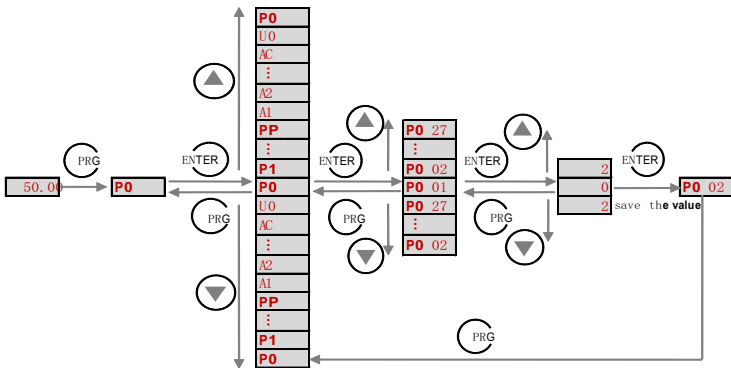 50.00
PRG
P0
ENTER
PRG
P0
U0
AC
⋮
A2
A1
PP
⋮
P1
P0
U0
AC
⋮
A2
A1
PP
⋮
P1
P0
ENTER
PRG
P0 27
⋮
P0 02
P0 01
P0 27
⋮
P0 02
ENTER
PRG
2
0
2
save the value
ENTER
P0 02
PRG